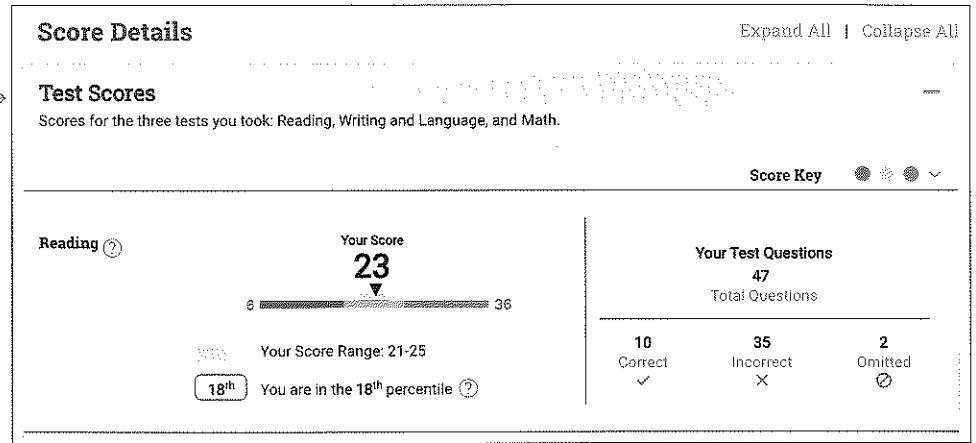 Score Details
Expand All | Collapse All
Test Scores
Scores for the three tests you took: Reading, Writing and Language, and Math.
Score Key
Reading ?
Your Score
23
6 36
Your Score Range: 21-25
18th You are in the 18th percentile ?
Your Test Questions
47
Total Questions
10 35 2
Correct Incorrect Omitted